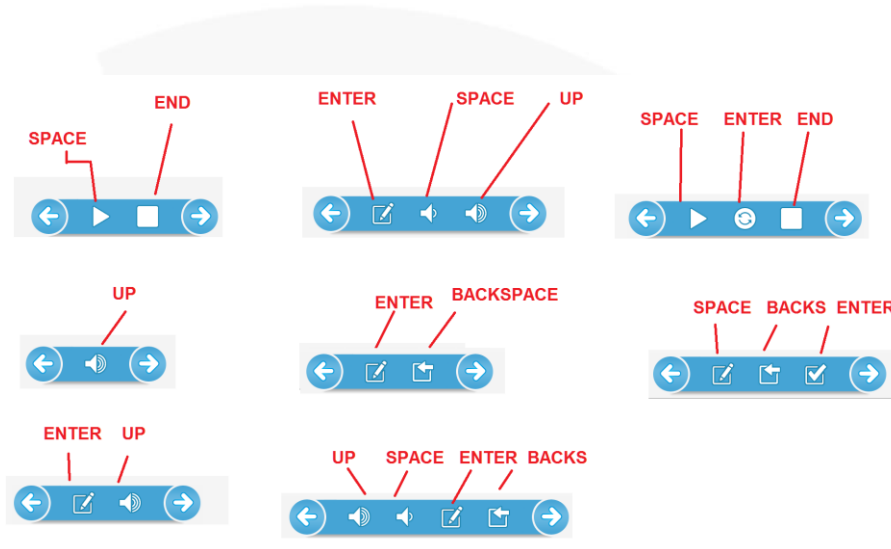 SPACE END
ENTER SPACE UP
SPACE ENTER END
UP
ENTER BACKSPACE
SPACE BACKS ENTER
ENTER UP
UP SPACE ENTER BACKS